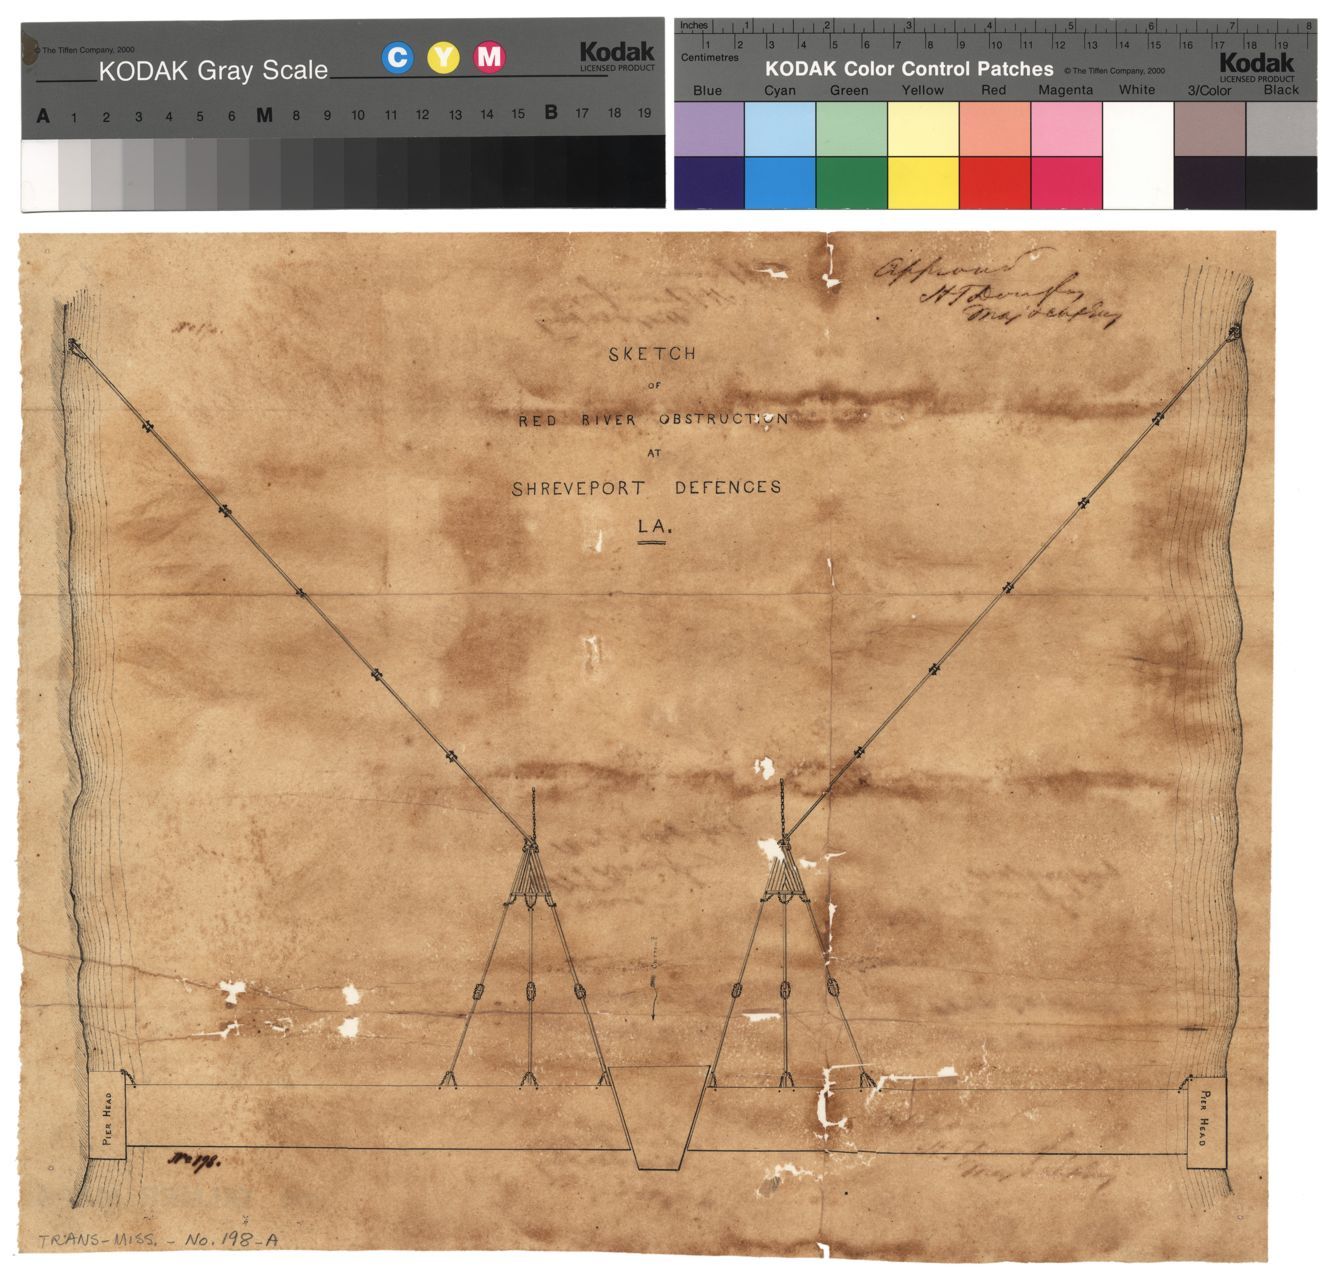 © The Tiffen Company, 2000
KODAK Gray Scale
C Y M
Kodak
LICENSED PRODUCT
A 1 2 3 4 5 6 M 8 9 10 11 12 13 14 15 B 17 18 19
Inches 1 2 3 4 5 6 7 8
Centimetres 1 2 3 4 5 6 7 8 9 10 11 12 13 14 15 16 17 18 19
KODAK Color Control Patches
© The Tiffen Company, 2000
Kodak
LICENSED PRODUCT
Blue Cyan Green Yellow Red Magenta White 3/Color Black
Approved
SKETCH
OF
RED RIVER OBSTRUCTION
AT
SHREVEPORT DEFENCES
LA.
PIER HEAD
PIER HEAD
No 198.
TRANS-MISS. - No. 198-A